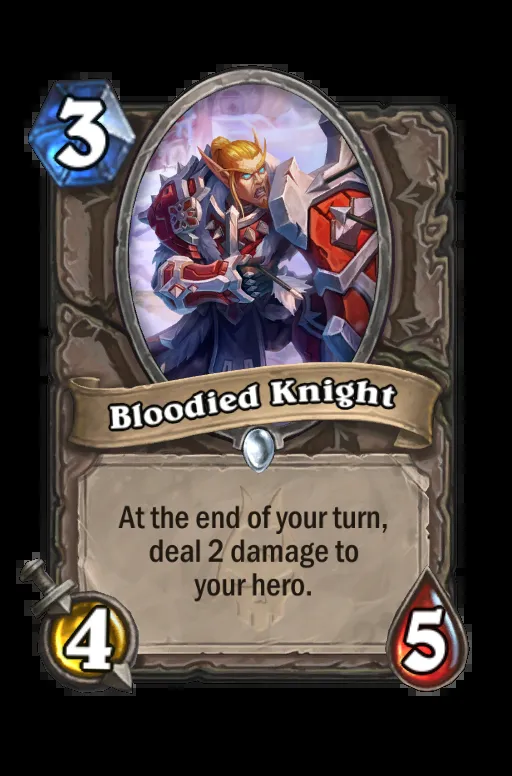 3
Bloodied Knight
At the end of your turn,
deal 2 damage to
your hero.
4
5